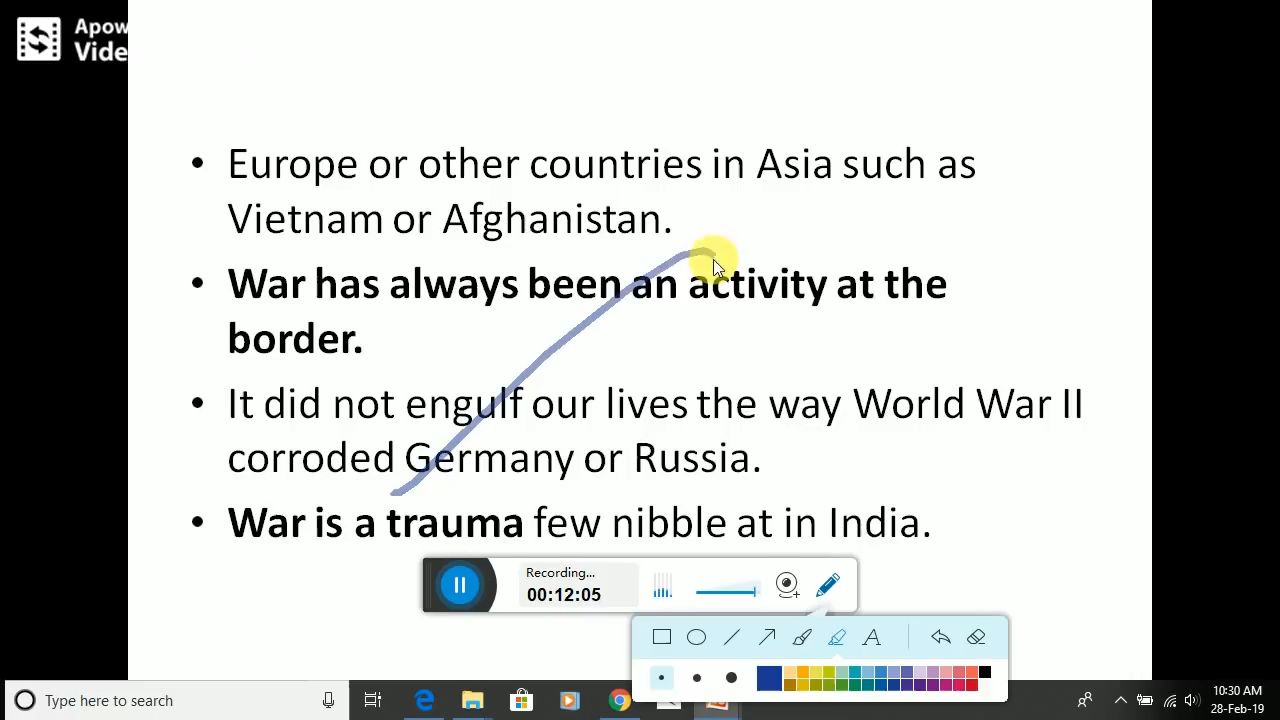 Apow
Vide
• Europe or other countries in Asia such as
Vietnam or Afghanistan.
• War has always been an activity at the
border.
• It did not engulf our lives the way World War II
corroded Germany or Russia.
• War is a trauma few nibble at in India.
Recording...
00:12:05
A
Type here to search
10:30 AM
28-Feb-19